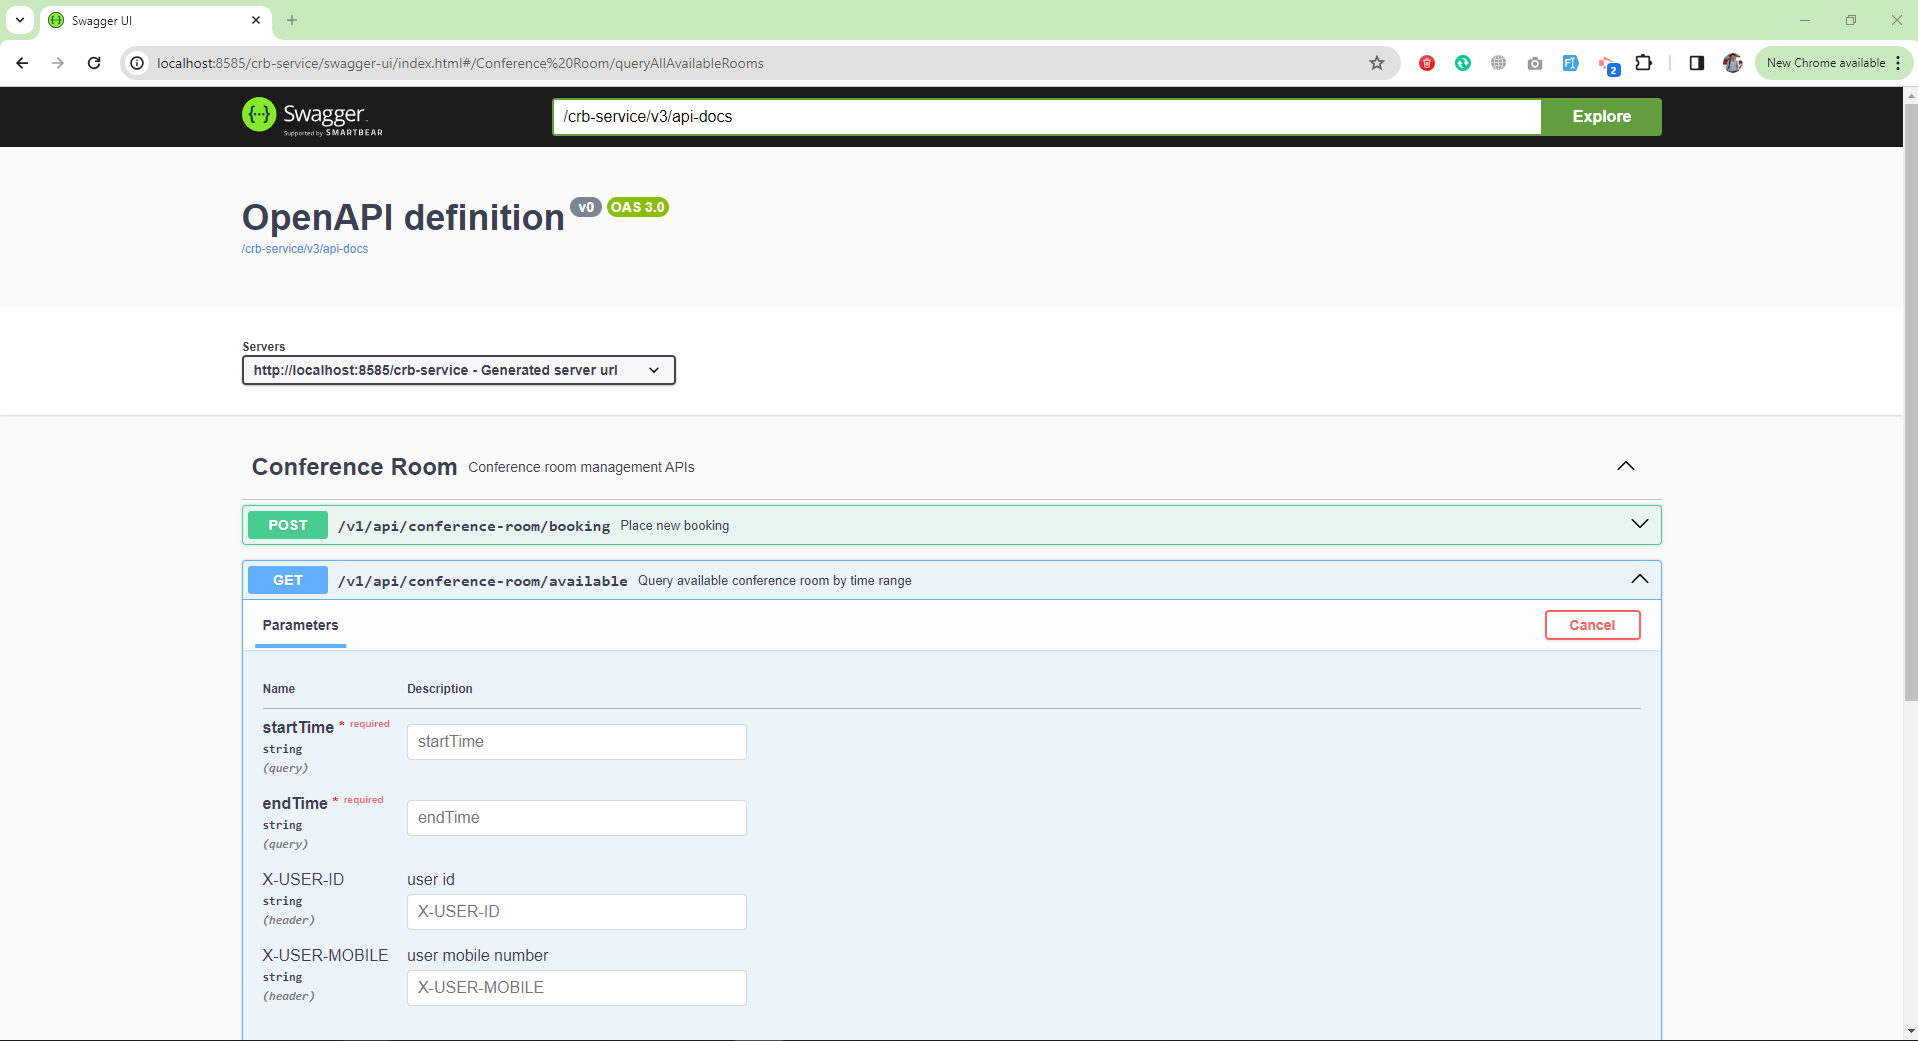 Swagger UI
localhost:8585/crb-service/swagger-ui/index.html#/Conference%20Room/queryAllAvailableRooms
2
New Chrome available
Swagger
Supported by SMARTBEAR
/crb-service/v3/api-docs
Explore
OpenAPI definition v0 OAS 3.0
/crb-service/v3/api-docs
Servers
http://localhost:8585/crb-service - Generated server url
Conference Room Conference room management APIs
POST /v1/api/conference-room/booking Place new booking
GET /v1/api/conference-room/available Query available conference room by time range
Parameters Cancel
Name Description
startTime * required
string
(query)
startTime
endTime * required
string
(query)
endTime
X-USER-ID
string
(header)
user id
X-USER-ID
X-USER-MOBILE
string
(header)
user mobile number
X-USER-MOBILE